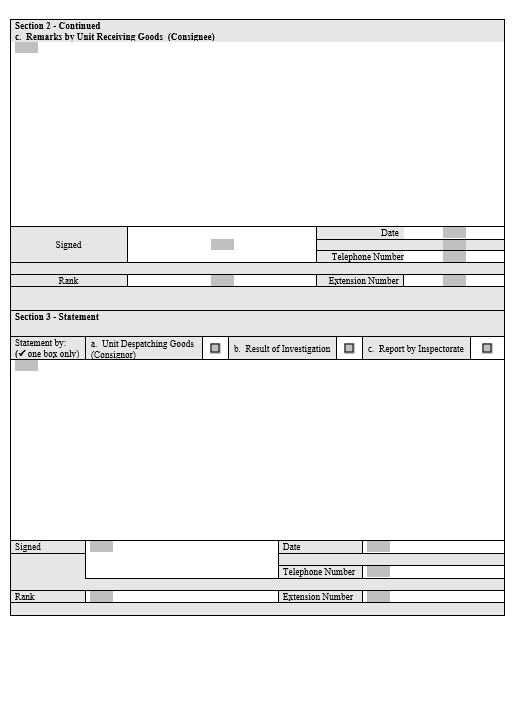 Section 2 - Continued
c. Remarks by Unit Receiving Goods (Consignee)
Signed
Date
Telephone Number
Rank
Extension Number
Section 3 - Statement
Statement by:
(✓ one box only)
a. Unit Despatching Goods
(Consignor)
b. Result of Investigation
c. Report by Inspectorate
Signed
Date
Telephone Number
Rank
Extension Number